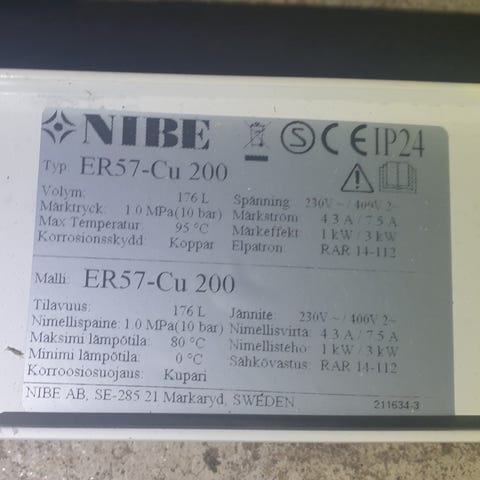 NIBE CE IP24
Typ: ER57-Cu 200
Volym: 176 L Spänning: 230V ~ / 400V 2~
Märktryck: 1.0 MPa(10 bar) Märkström: 4.3 A / 7.5 A
Max Temperatur: 95 °C Märkeffekt: 1 kW / 3 kW
Korrosionsskydd: Koppar Elpatron: RAR 14-112
Malli: ER57-Cu 200
Tilavuus: 176 L Jännite: 230V ~ / 400V 2~
Nimellispaine: 1.0 MPa(10 bar) Nimellisvirta: 4.3 A / 7.5 A
Maksimi lämpötila: 80 °C Nimellisteho: 1 kW / 3 kW
Minimi lämpötila: 0 °C Sähkövastus: RAR 14-112
Korroosiosuojaus: Kupari
NIBE AB, SE-285 21 Markaryd, SWEDEN 211634-3